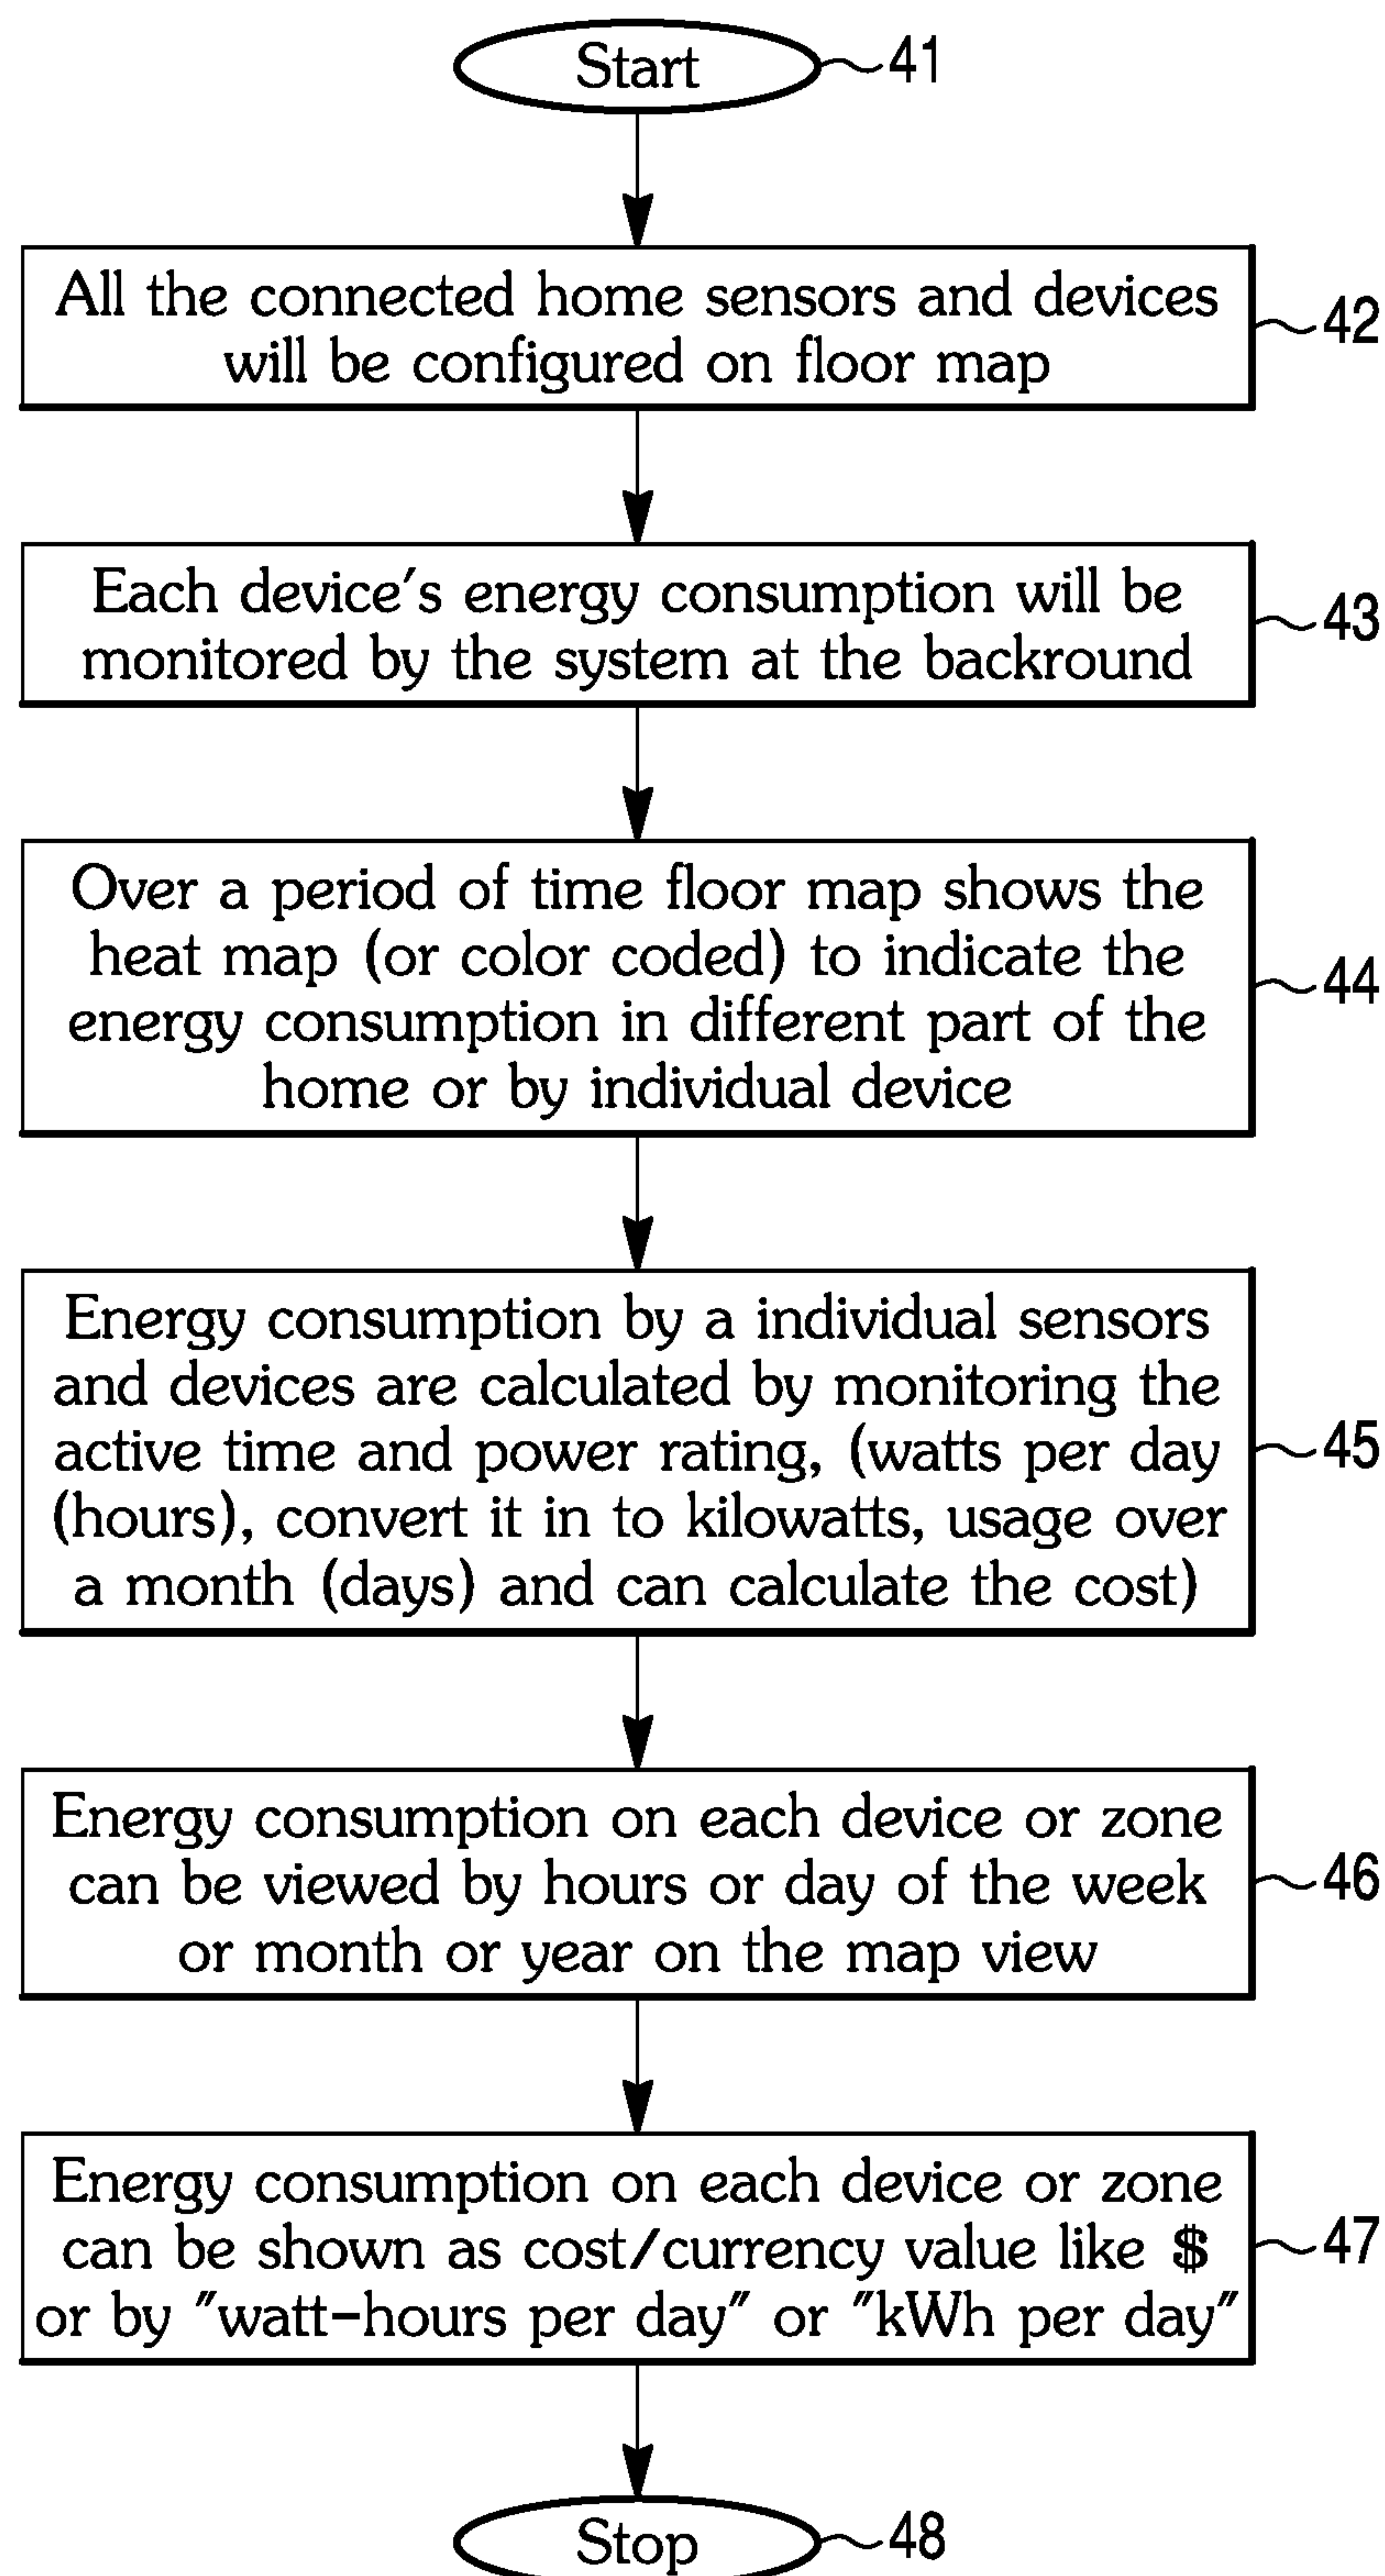 Start
41
All the connected home sensors and devices
will be configured on floor map
42
Each device's energy consumption will be
monitored by the system at the backround
43
Over a period of time floor map shows the
heat map (or color coded) to indicate the
energy consumption in different part of the
home or by individual device
44
Energy consumption by a individual sensors
and devices are calculated by monitoring the
active time and power rating, (watts per day
(hours), convert it in to kilowatts, usage over
a month (days) and can calculate the cost)
45
Energy consumption on each device or zone
can be viewed by hours or day of the week
or month or year on the map view
46
Energy consumption on each device or zone
can be shown as cost/currency value like $
or by "watt-hours per day" or "kWh per day"
47
Stop
48